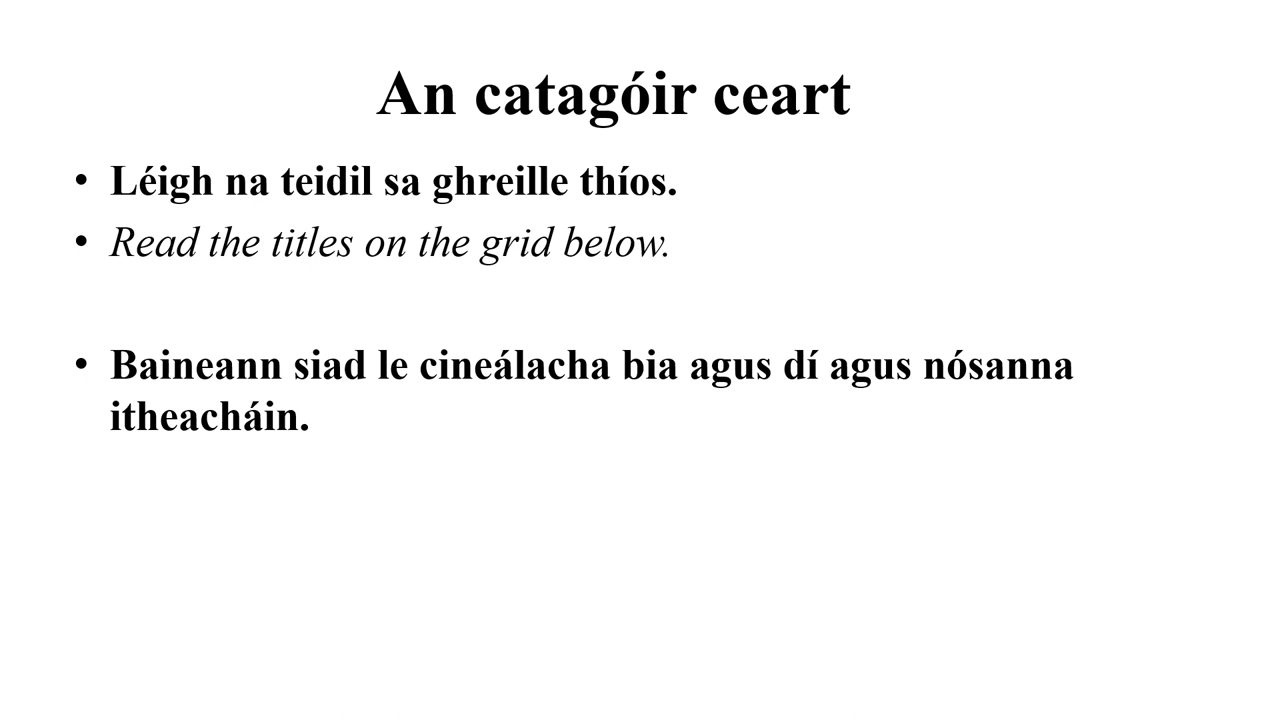 An catagóir ceart
• Léigh na teidil sa ghreille thíos.
• Read the titles on the grid below.
• Baineann siad le cineálacha bia agus dí agus nósanna
itheacháin.